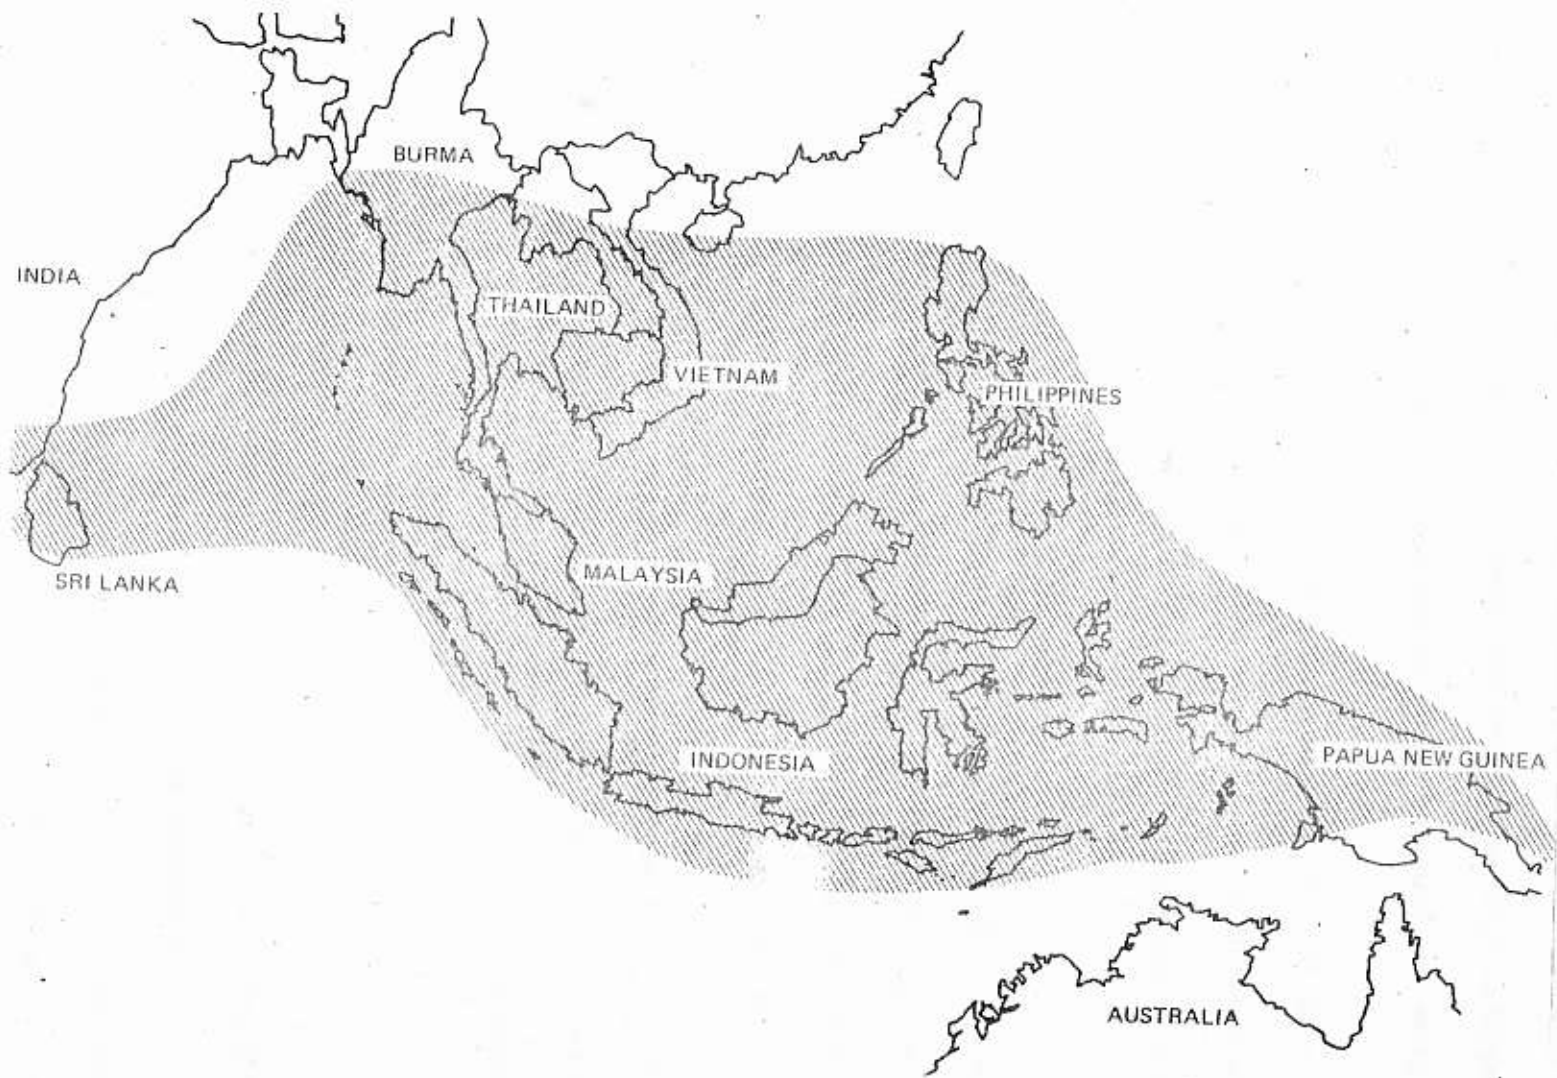 BURMA
INDIA
THAILAND
VIETNAM
PHILIPPINES
MALAYSIA
SRI LANKA
INDONESIA
PAPUA NEW GUINEA
AUSTRALIA